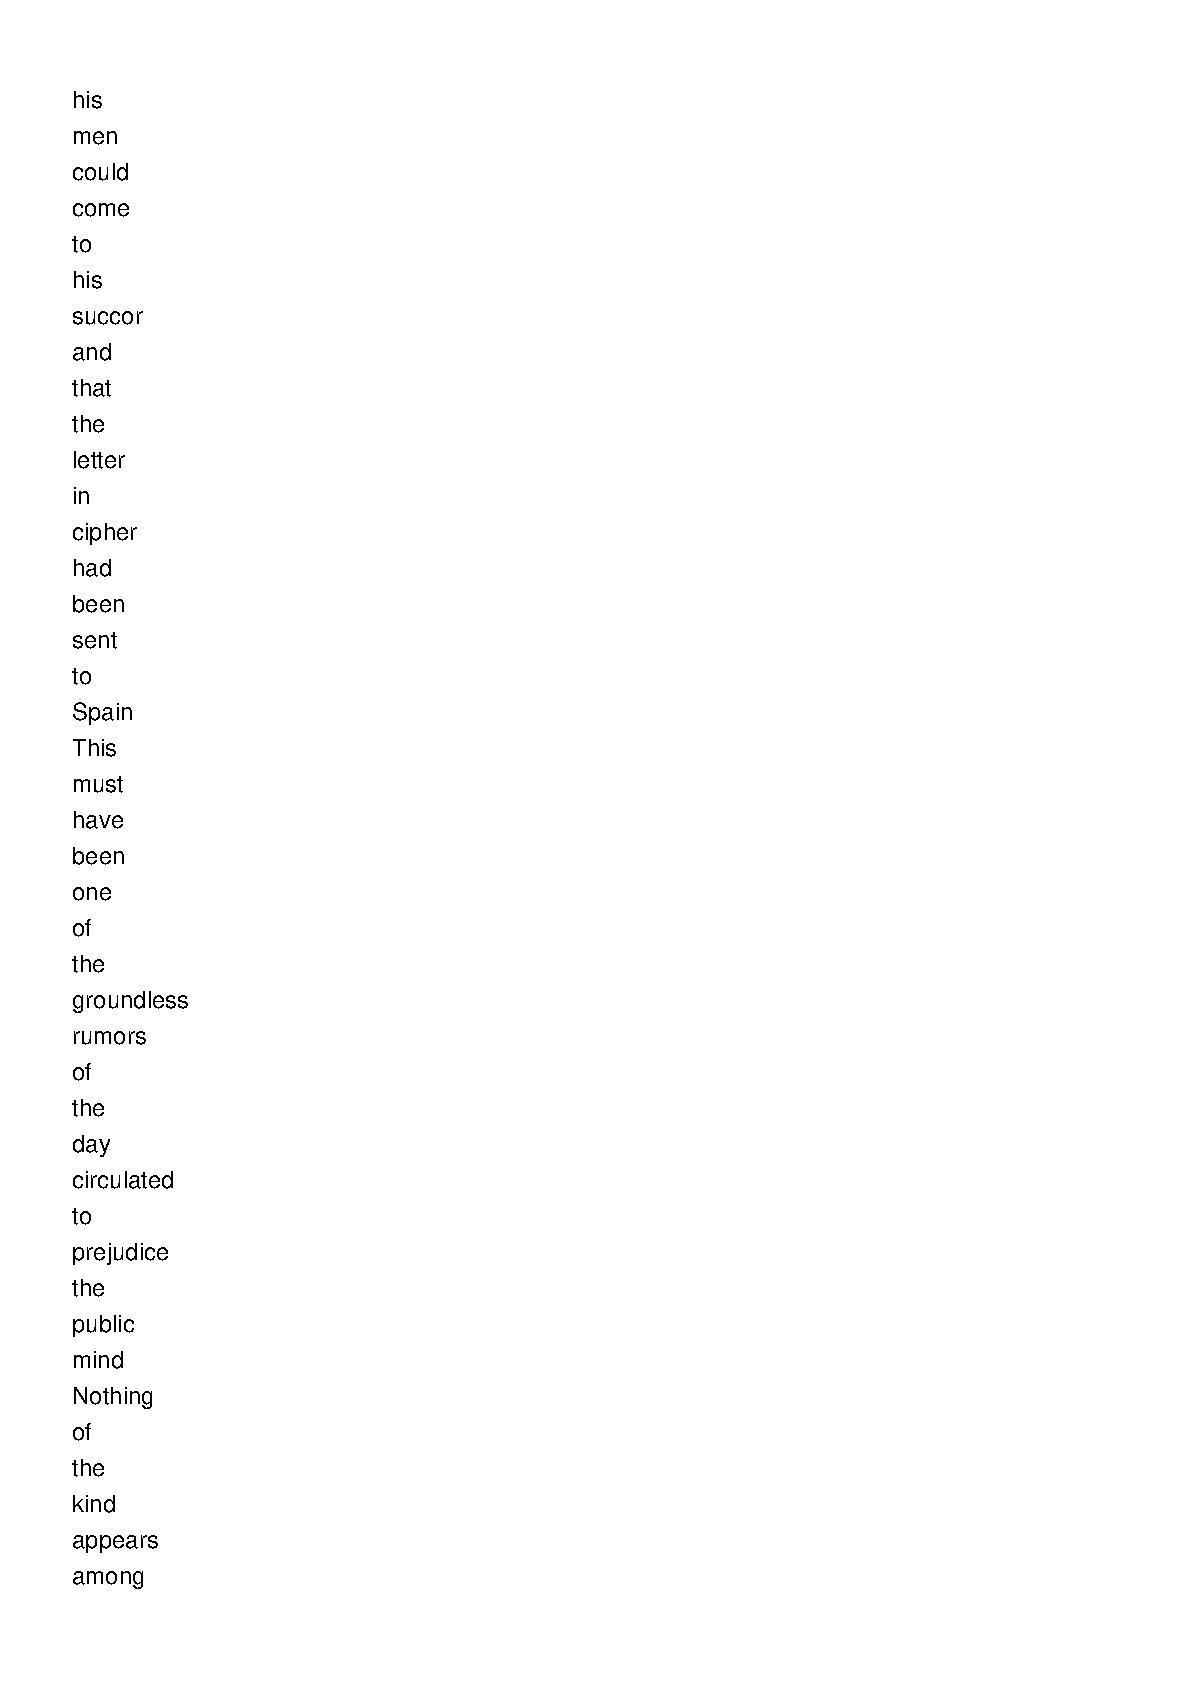 his
men
could
come
to
his
succor
and
that
the
letter
in
cipher
had
been
sent
to
Spain
This
must
have
been
one
of
the
groundless
rumors
of
the
day
circulated
to
prejudice
the
public
mind
Nothing
of
the
kind
appears
among